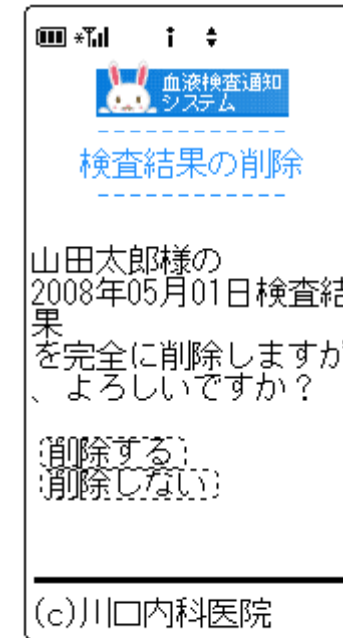 血液検査通知
システム
検査結果の削除
山田太郎様の
2008年05月01日検査結
果
を完全に削除しますが
、よろしいですか？
削除する
削除しない
(c)川口内科医院